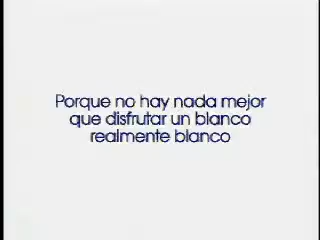 Porque no hay nada mejor
que disfrutar un blanco
realmente blanco